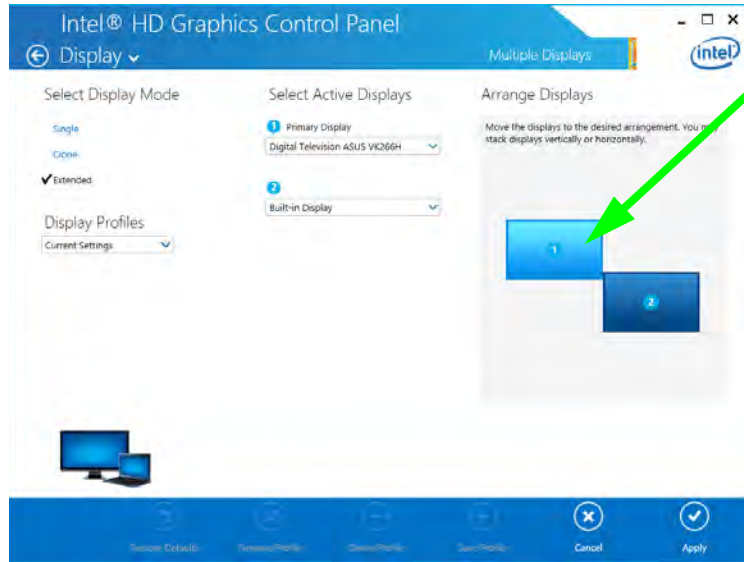 Intel® HD Graphics Control Panel
Display
Multiple Displays
intel
Select Display Mode
Single
Clone
Extended
Display Profiles
Current Settings
Select Active Displays
1 Primary Display
Digital Television ASUS VK266H
2
Built-in Display
Arrange Displays
Move the displays to the desired arrangement. You may
stack displays vertically or horizontally.
1
2
Restore Defaults
Cancel
Apply